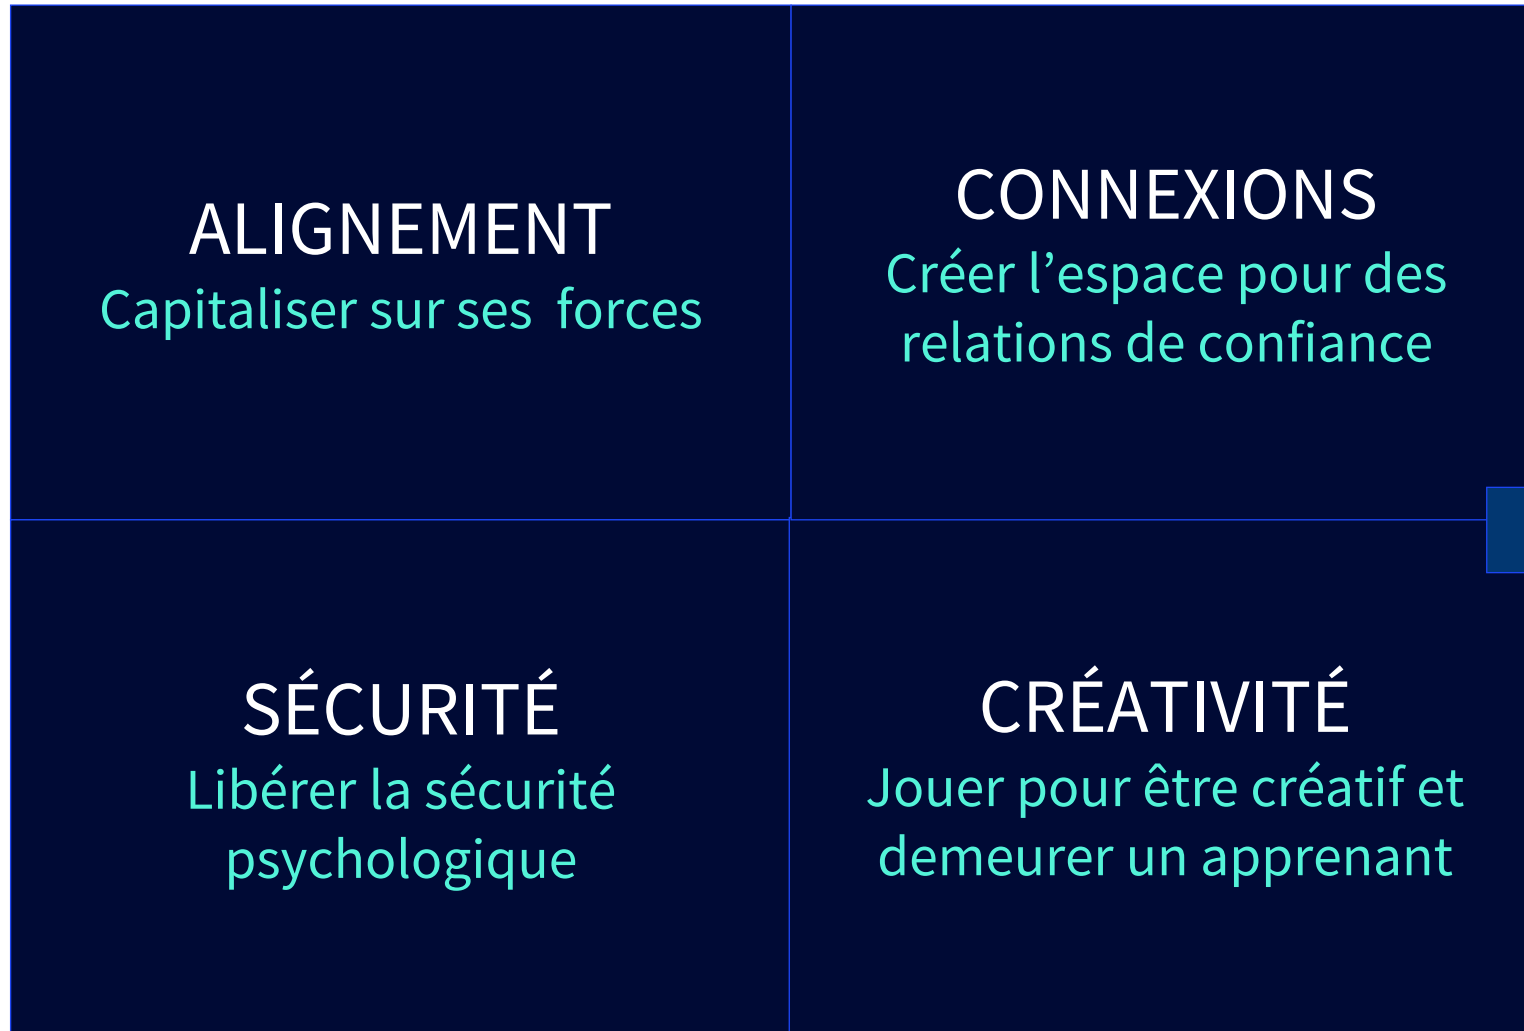 ALIGNEMENT
Capitaliser sur ses  forces
CONNEXIONS
Créer l’espace pour des
relations de confiance
SÉCURITÉ
Libérer la sécurité
psychologique
CRÉATIVITÉ
Jouer pour être créatif et
demeurer un apprenant